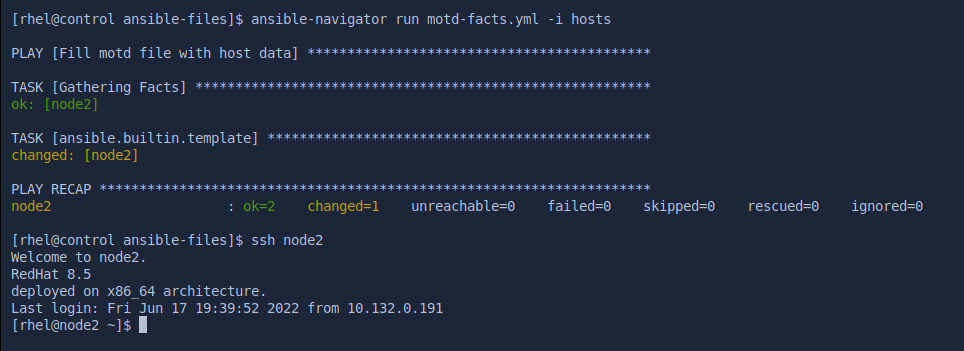 [rhel@control ansible-files]$ ansible-navigator run motd-facts.yml -i hosts
PLAY [Fill motd file with host data] *******************************************
TASK [Gathering Facts] *********************************************************
ok: [node2]
TASK [ansible.builtin.template] ************************************************
changed: [node2]
PLAY RECAP *********************************************************************
node2                      : ok=2    changed=1    unreachable=0    failed=0    skipped=0    rescued=0    ignored=0
[rhel@control ansible-files]$ ssh node2
Welcome to node2.
RedHat 8.5
deployed on x86_64 architecture.
Last login: Fri Jun 17 19:39:52 2022 from 10.132.0.191
[rhel@node2 ~]$